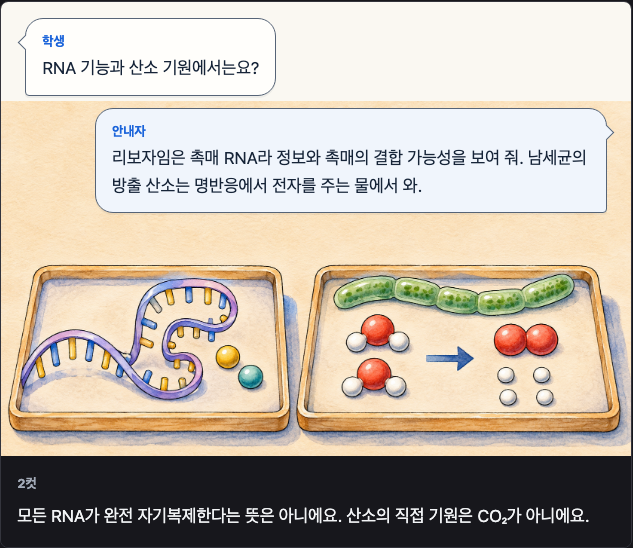 학생
RNA 기능과 산소 기원에서는요?
안내자
리보자임은 촉매 RNA라 정보와 촉매의 결합 가능성을 보여 줘. 남세균의
방출 산소는 명반응에서 전자를 주는 물에서 와.
2컷
모든 RNA가 완전 자기복제한다는 뜻은 아니에요. 산소의 직접 기원은 CO₂가 아니에요.